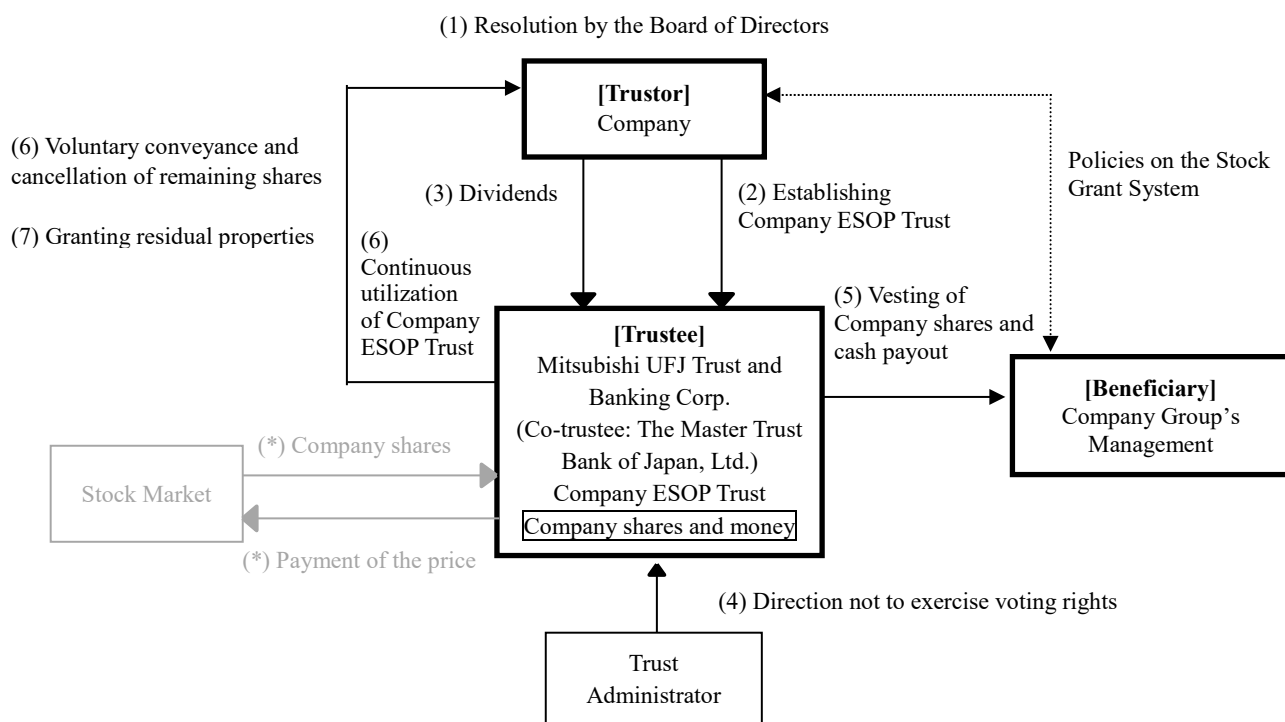 (1) Resolution by the Board of Directors
[Trustor]
Company
(6) Voluntary conveyance and
cancellation of remaining shares
(7) Granting residual properties
(3) Dividends
(2) Establishing
Company ESOP Trust
Policies on the Stock
Grant System
(6)
Continuous
utilization
of Company
ESOP Trust
(5) Vesting of
Company shares and
cash payout
[Trustee]
Mitsubishi UFJ Trust and
Banking Corp.
(Co-trustee: The Master Trust
Bank of Japan, Ltd.)
Company ESOP Trust
Company shares and money
[Beneficiary]
Company Group’s
Management
(*) Company shares
Stock Market
(*) Payment of the price
(4) Direction not to exercise voting rights
Trust
Administrator